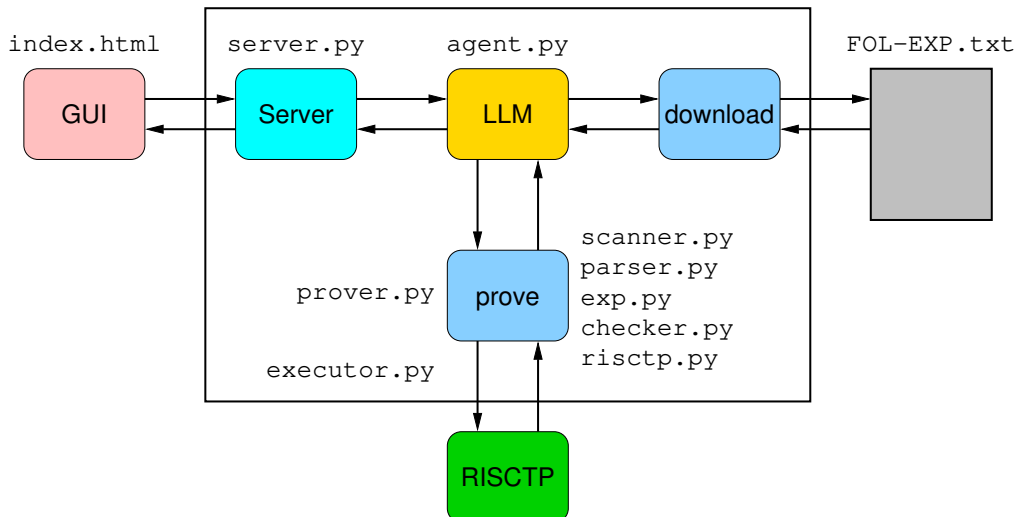 index.html
server.py
agent.py
FOL-EXP.txt
GUI
Server
LLM
download
scanner.py
parser.py
prover.py
prove
exp.py
checker.py
executor.py
risctp.py
RISCTP